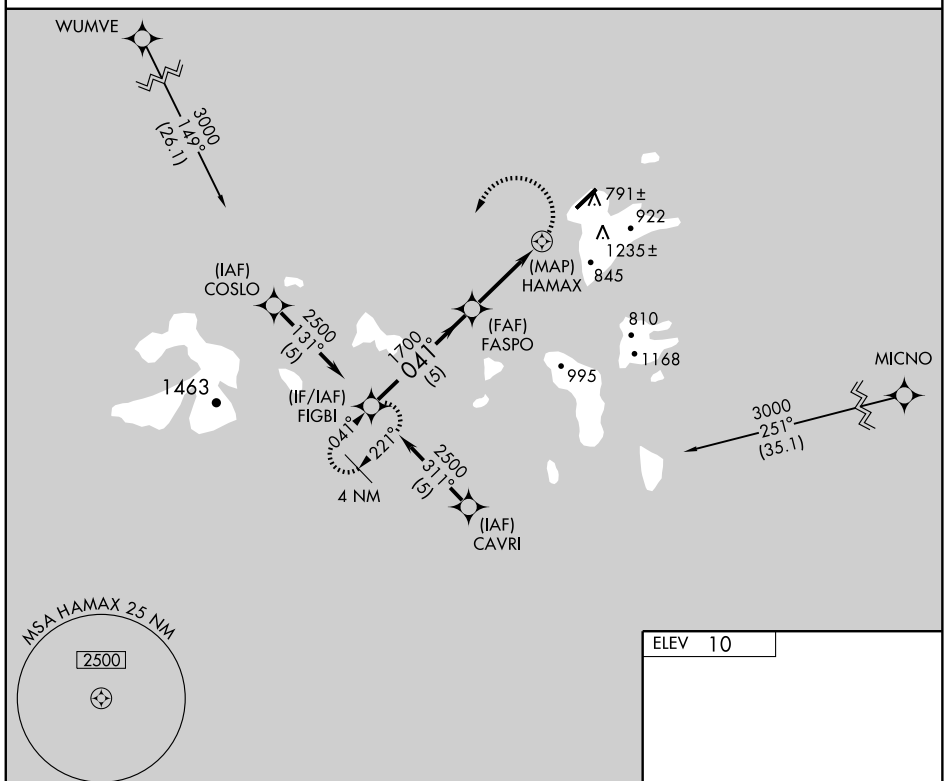 WUMVE
3000
149°
(26.1)
791±
922
1235±
845
(MAP)
HAMAX
(IAF)
COSLO
2500
131°
(5)
(FAF)
FASPO
1700
041°
(5)
810
1168
995
MICNO
1463
(IF/IAF)
FIGBI
3000
251°
(35.1)
041°
221°
4 NM
2500
311°
(5)
(IAF)
CAVRI
MSA HAMAX 25 NM
2500
ELEV 10